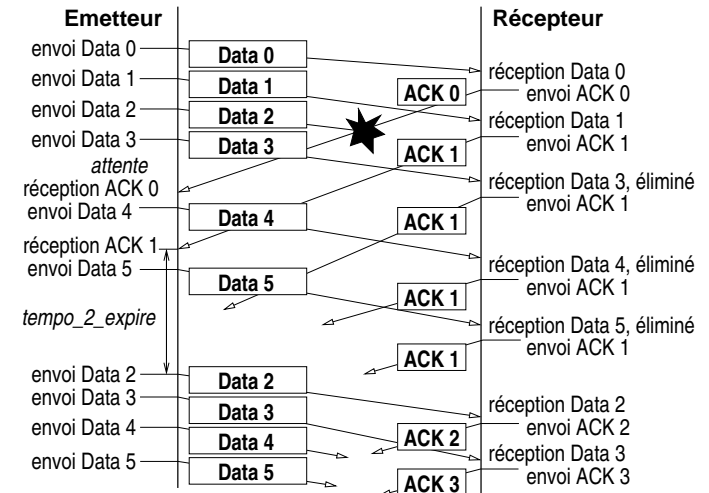 Emetteur
Récepteur
envoi Data 0
Data 0
réception Data 0
envoi Data 1
Data 1
ACK 0
envoi ACK 0
envoi Data 2
Data 2
réception Data 1
envoi Data 3
Data 3
ACK 1
envoi ACK 1
attente
réception ACK 0
réception Data 3, éliminé
envoi Data 4
Data 4
ACK 1
envoi ACK 1
réception ACK 1
envoi Data 5
Data 5
réception Data 4, éliminé
ACK 1
envoi ACK 1
tempo_2_expire
réception Data 5, éliminé
ACK 1
envoi ACK 1
envoi Data 2
Data 2
envoi Data 3
Data 3
réception Data 2
envoi Data 4
Data 4
ACK 2
envoi ACK 2
envoi Data 5
Data 5
réception Data 3
ACK 3
envoi ACK 3